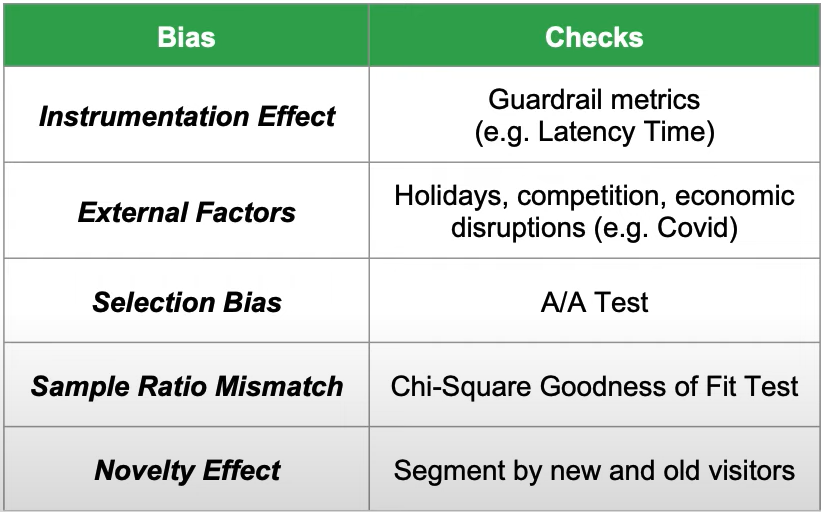 Bias
Checks
Instrumentation Effect
Guardrail metrics
(e.g. Latency Time)
External Factors
Holidays, competition, economic
disruptions (e.g. Covid)
Selection Bias
A/A Test
Sample Ratio Mismatch
Chi-Square Goodness of Fit Test
Novelty Effect
Segment by new and old visitors